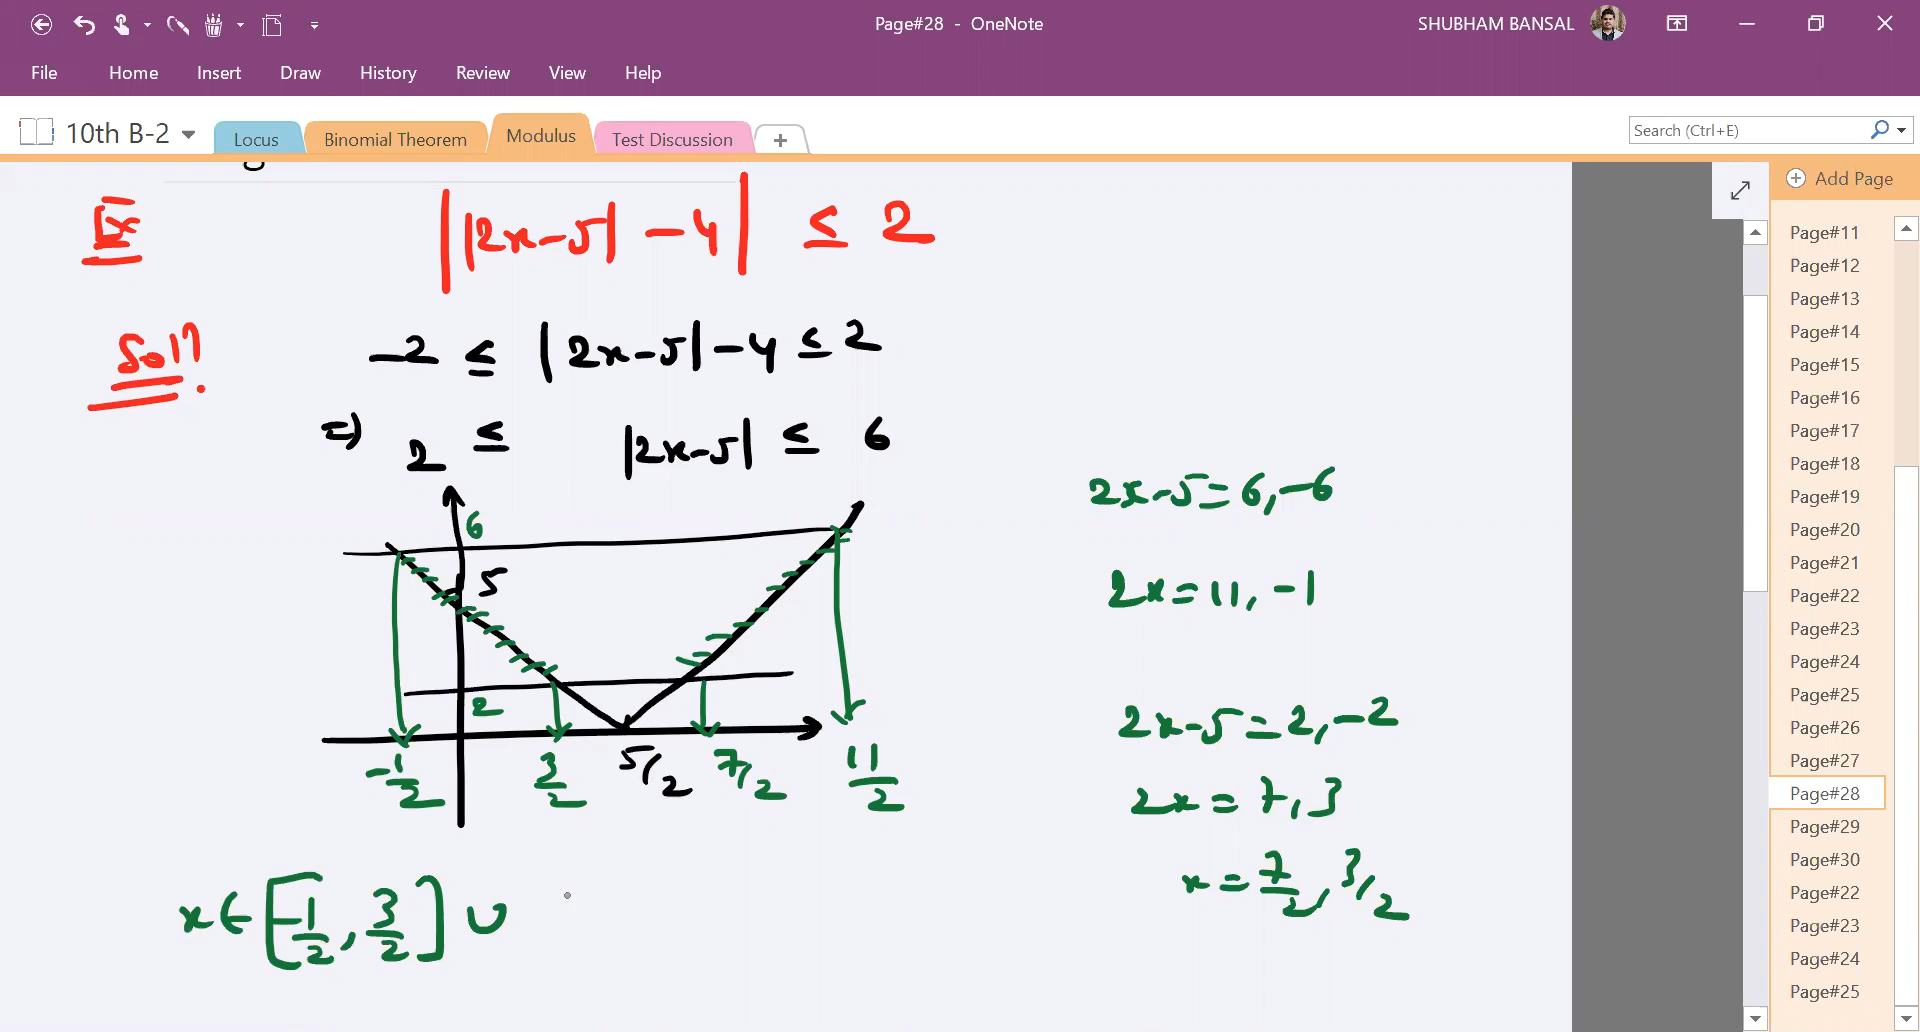 Page#28 - OneNote
SHUBHAM BANSAL
File Home Insert Draw History Review View Help
10th B-2
Locus
Binomial Theorem
Modulus
Test Discussion
+
Search (Ctrl+E)
Ex
||2x-5| -4| ≤ 2
Sol?
-2 ≤ |2x-5| -4 ≤ 2
=) 2 ≤ |2x-5| ≤ 6
6
5
2
-1/2
3/2
5/2
7/2
11/2
x∈ [-1/2, 3/2] ∪
2x-5=6,-6
2x=11, -1
2x-5=2,-2
2x=7,3
x=7/2, 3/2
Add Page
Page#11
Page#12
Page#13
Page#14
Page#15
Page#16
Page#17
Page#18
Page#19
Page#20
Page#21
Page#22
Page#23
Page#24
Page#25
Page#26
Page#27
Page#28
Page#29
Page#30
Page#22
Page#23
Page#24
Page#25